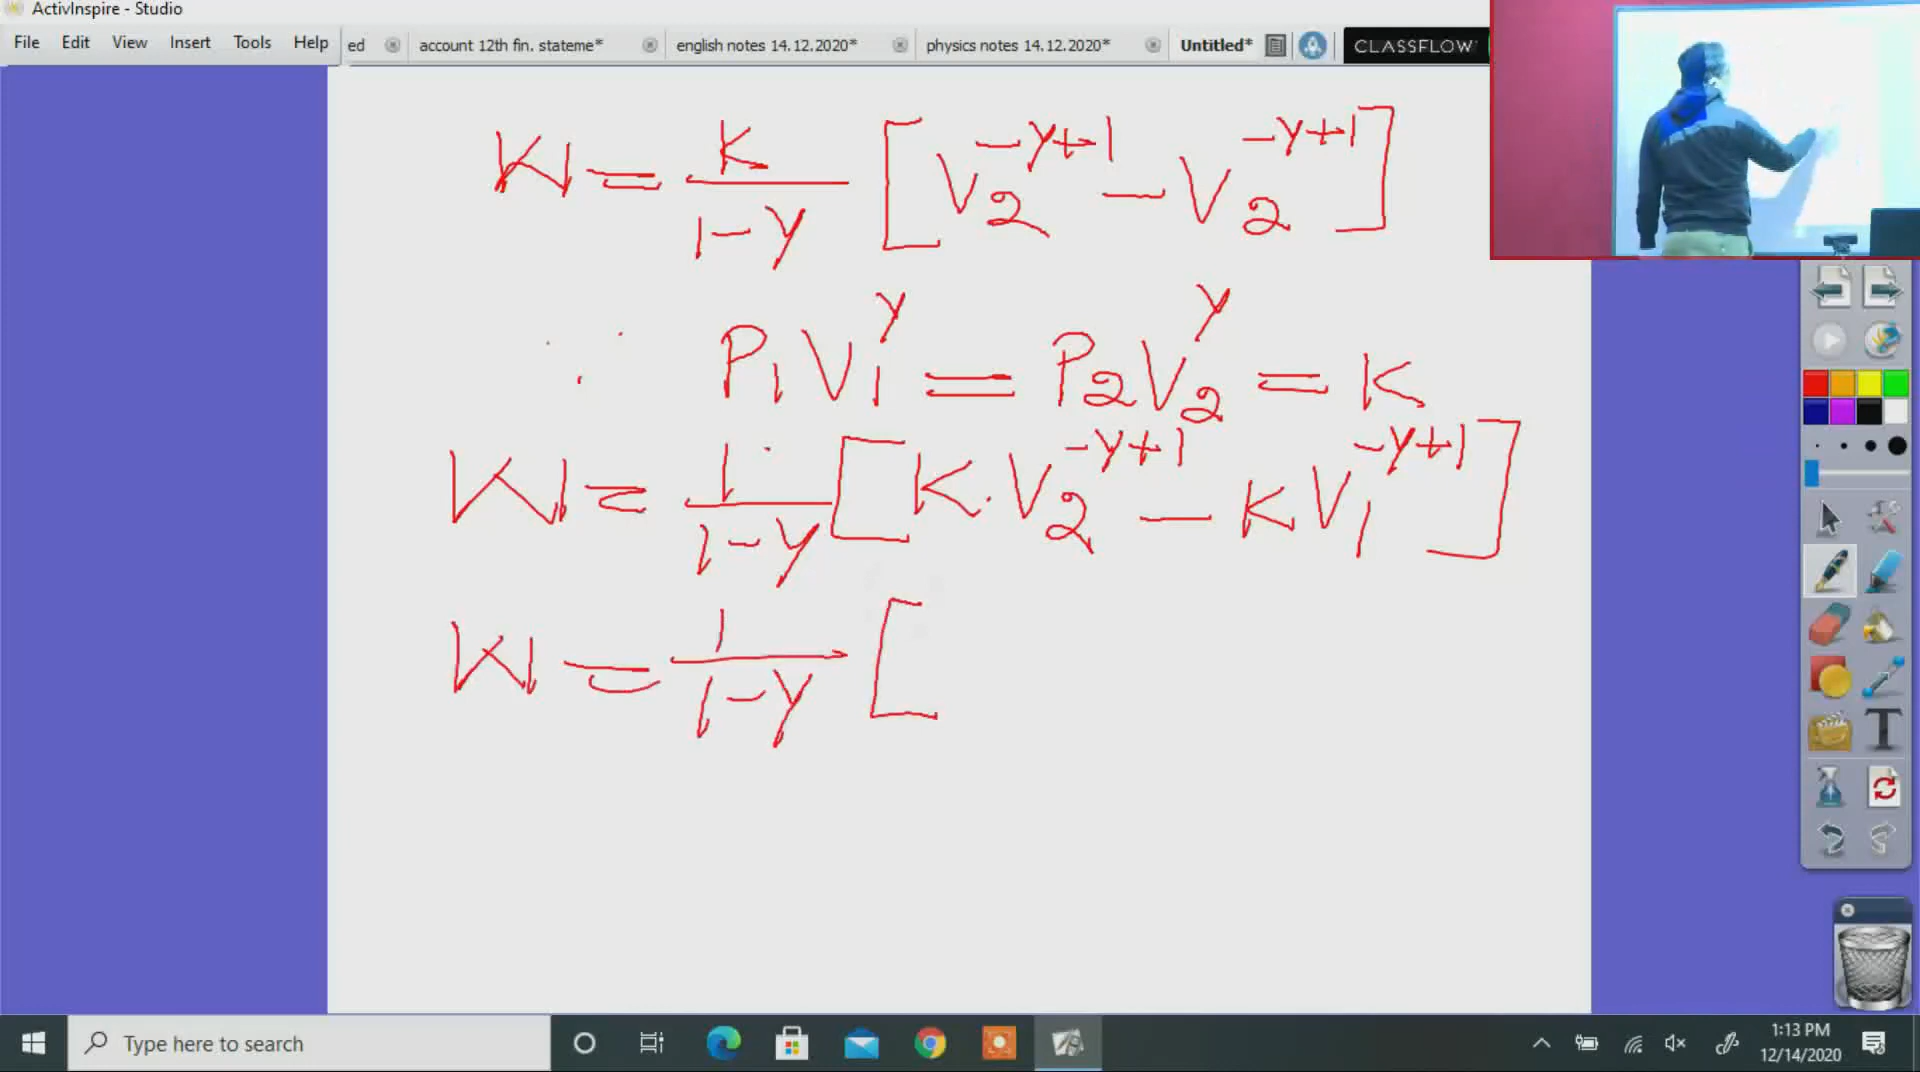 ActivInspire - Studio
File Edit View Insert Tools Help ed account 12th fin. stateme* english notes 14.12.2020* physics notes 14.12.2020* Untitled* CLASSFLOW
W = K/(1-γ) [V₂^(-γ+1) - V₂^(-γ+1)]
∵ P₁V₁^γ = P₂V₂^γ = K
W = 1/(1-γ) [K.V₂^(-γ+1) - KV₁^(-γ+1)]
W = 1/(1-γ) [
T
Type here to search
1:13 PM
12/14/2020